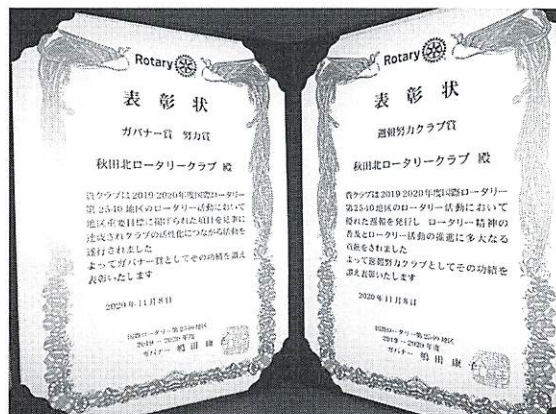 Rotary
表彰状
ガバナー賞 努力賞
秋田北ロータリークラブ 殿
貴クラブは2019-2020年度国際ロータリー
第2540地区のロータリー活動において
地区重要目標に掲げられた項目を見事に
達成されクラブの活性化につながる活動を
遂行されました
よってガバナー賞としてその功績を讃え
表彰いたします
2020年11月8日
国際ロータリー第2540地区
2019-2020年度
ガバナー 嶋田康子
Rotary
表彰状
週報努力クラブ賞
秋田北ロータリークラブ 殿
貴クラブは2019-2020年度国際ロータリー
第2540地区のロータリー活動において
優れた週報を発行し ロータリー精神の
普及とロータリー活動の推進に多大なる
貢献をされました
よって週報努力クラブとしてその功績を
讃え表彰いたします
2020年11月8日
国際ロータリー第2540地区
2019-2020年度
ガバナー 嶋田康子